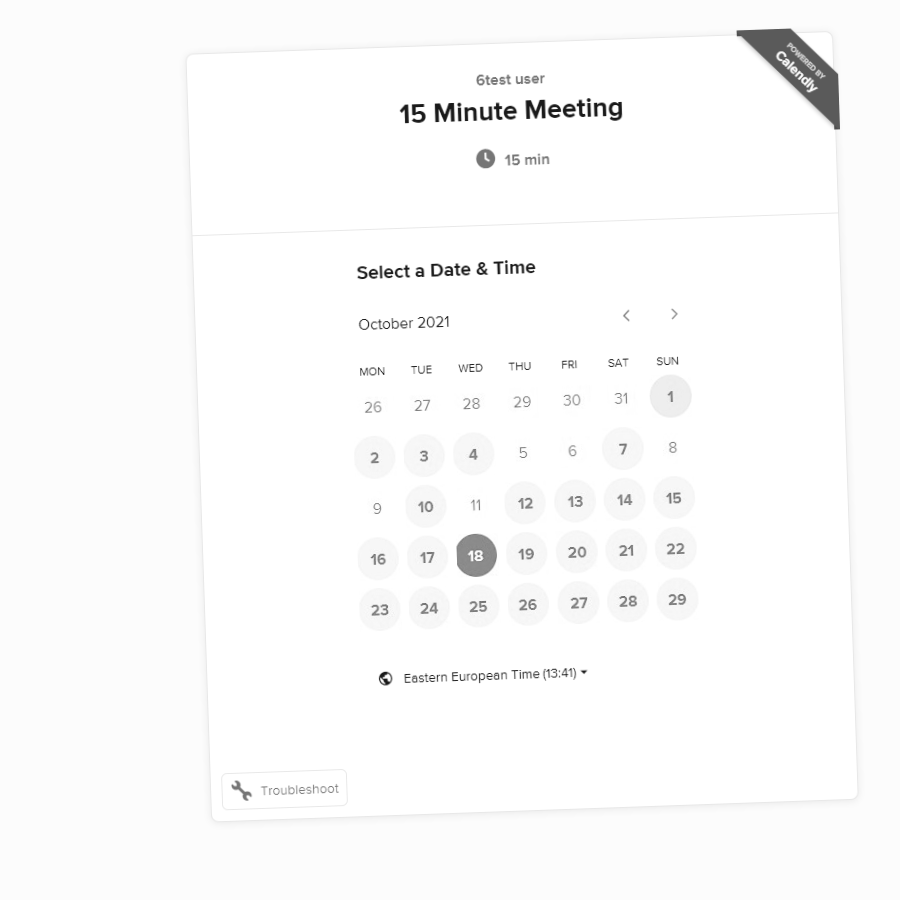 POWERED BY
Calendly
6test user
15 Minute Meeting
15 min
Select a Date & Time
October 2021
MON TUE WED THU FRI SAT SUN
26 27 28 29 30 31 1
2 3 4 5 6 7 8
9 10 11 12 13 14 15
16 17 18 19 20 21 22
23 24 25 26 27 28 29
Eastern European Time (13:41)
Troubleshoot